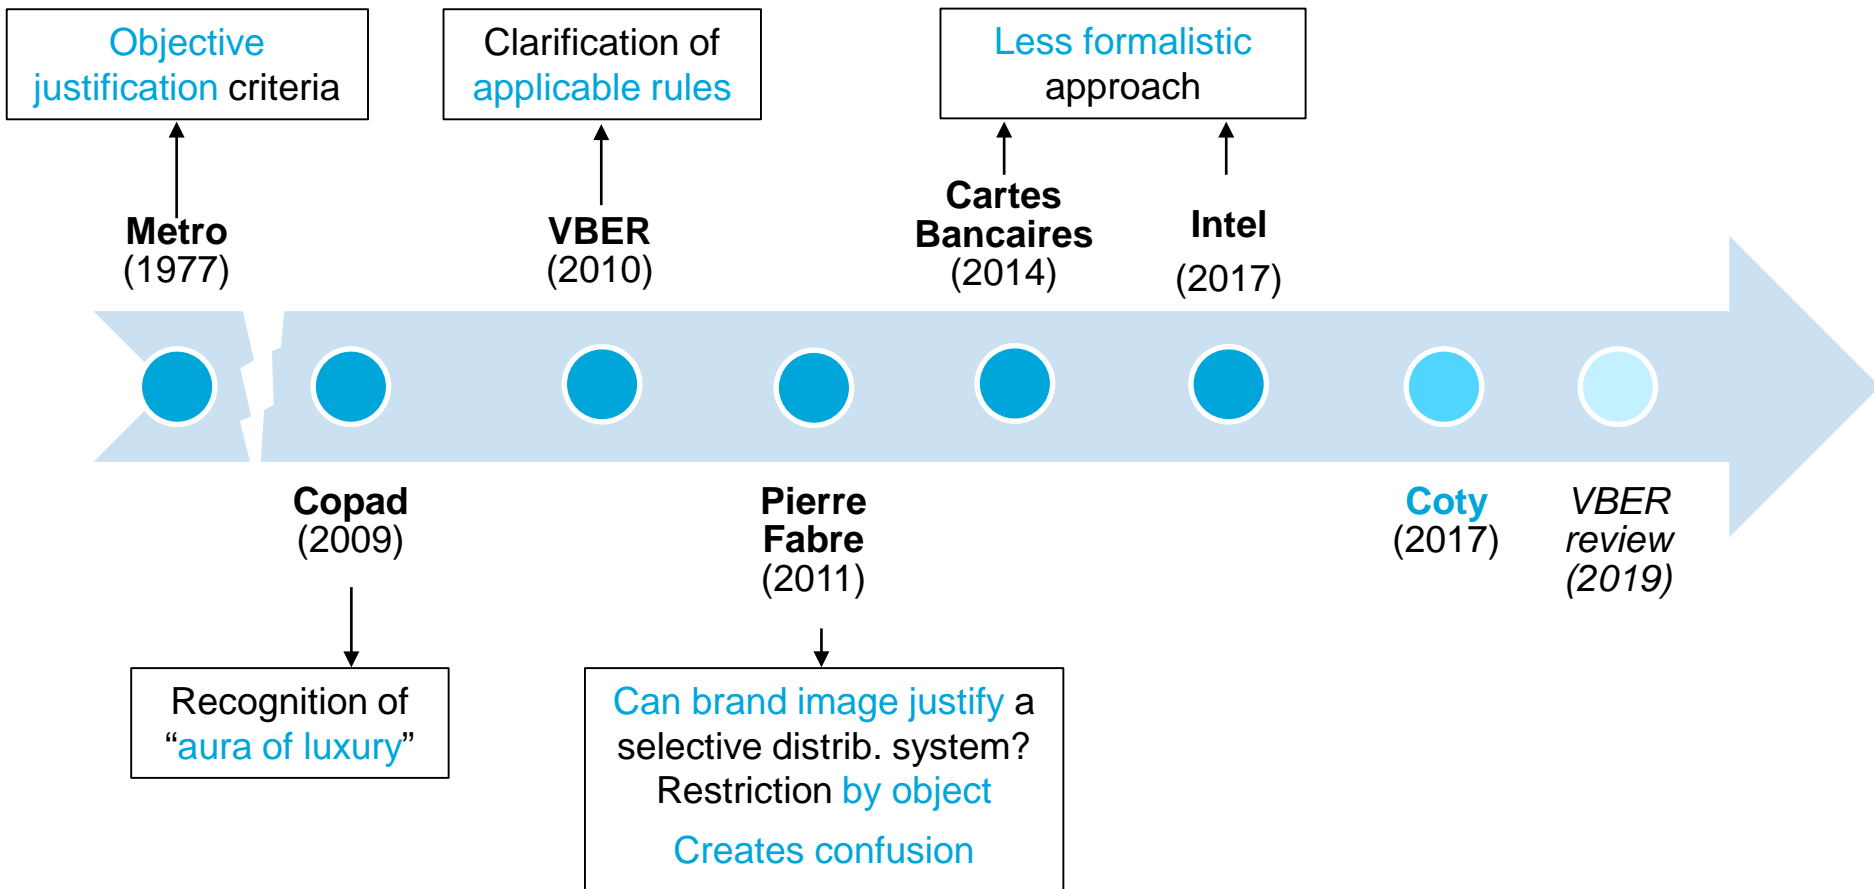 Objective
justification criteria
Clarification of
applicable rules
Less formalistic
approach
Metro
(1977)
VBER
(2010)
Cartes
Bancaires
(2014)
Intel
(2017)
Copad
(2009)
Pierre
Fabre
(2011)
Coty
(2017)
VBER
review
(2019)
Recognition of
“aura of luxury”
Can brand image justify a
selective distrib. system?
Restriction by object
Creates confusion